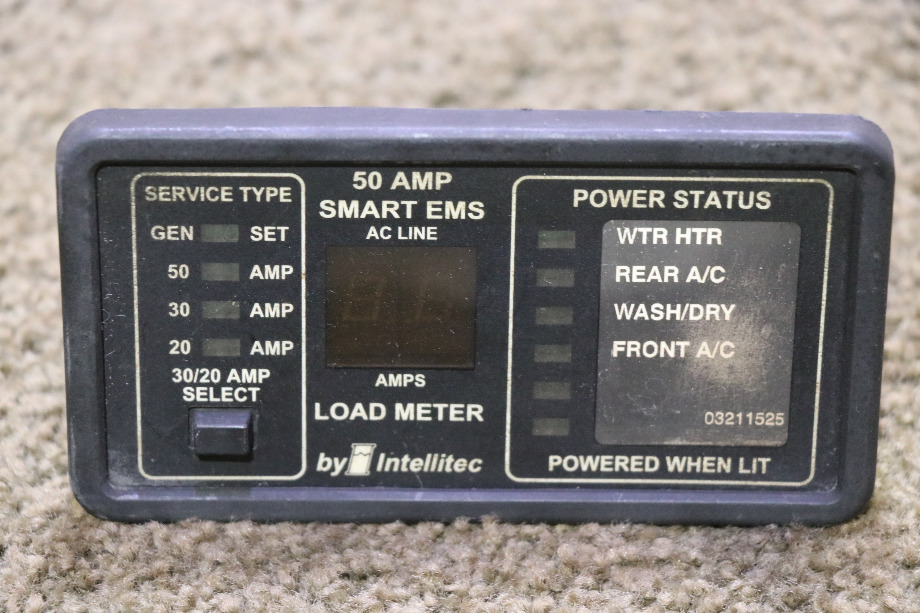 SERVICE TYPE
GEN SET
50 AMP
30 AMP
20 AMP
30/20 AMP
SELECT
50 AMP
SMART EMS
AC LINE
AMPS
LOAD METER
by Intellitec
POWER STATUS
WTR HTR
REAR A/C
WASH/DRY
FRONT A/C
03211525
POWERED WHEN LIT